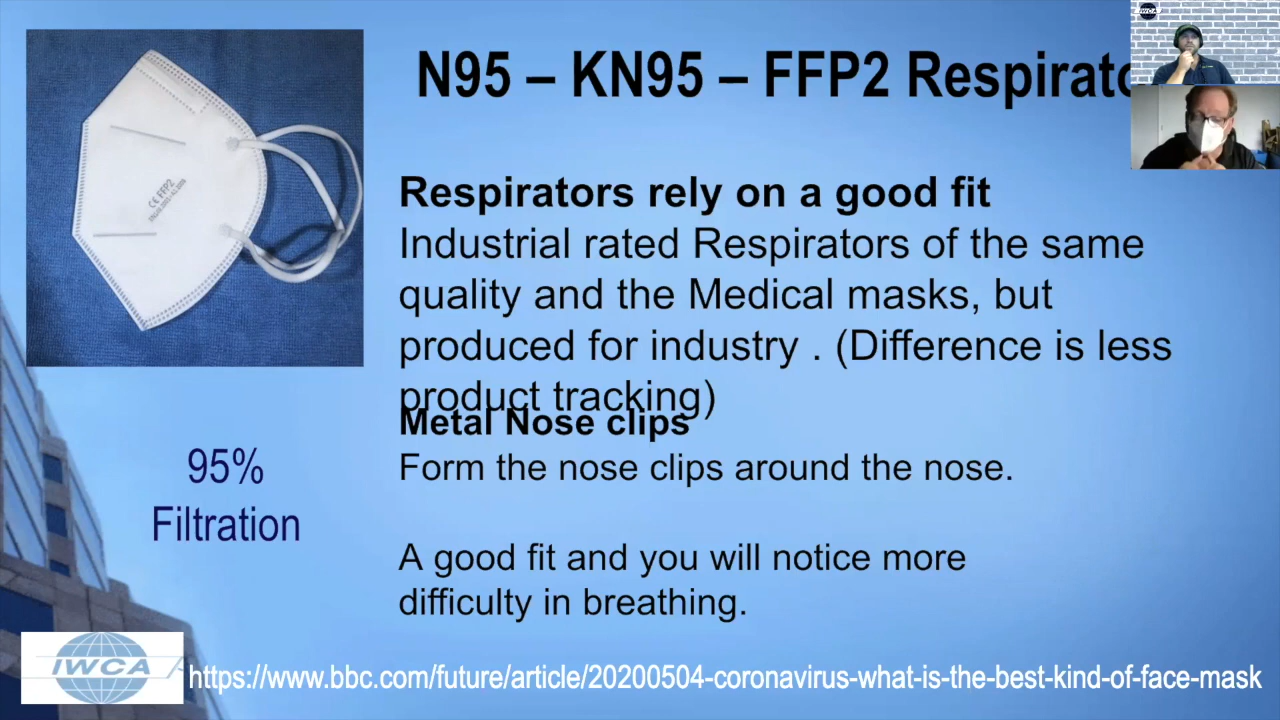 IWCA
N95 – KN95 – FFP2
Respirators rely on a good fit
Industrial rated Respirators of the same
quality and the Medical masks, but
produced for industry . (Difference is less
product tracking)
Metal Nose clips
Form the nose clips around the nose.
A good fit and you will notice more
difficulty in breathing.
CE FFP2
95%
Filtration
IWCA
https://www.bbc.com/future/article/20200504-coronavirus-what-is-the-best-kind-of-face-mask